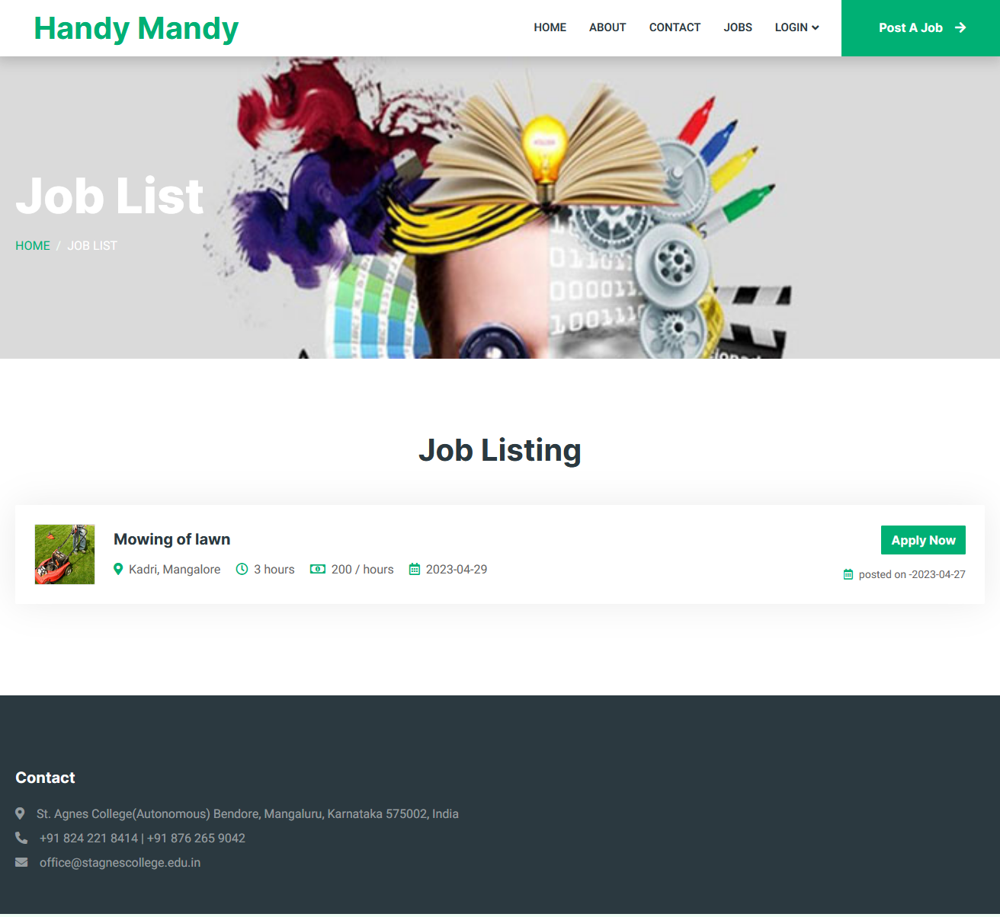 Handy Mandy
HOME ABOUT CONTACT JOBS LOGIN
Post A Job
Job List
HOME / JOB LIST
Job Listing
Mowing of lawn
Kadri, Mangalore 3 hours 200 / hours 2023-04-29
Apply Now
posted on -2023-04-27
Contact
St. Agnes College(Autonomous) Bendore, Mangaluru, Karnataka 575002, India
+91 824 221 8414 | +91 876 265 9042
office@stagnescollege.edu.in